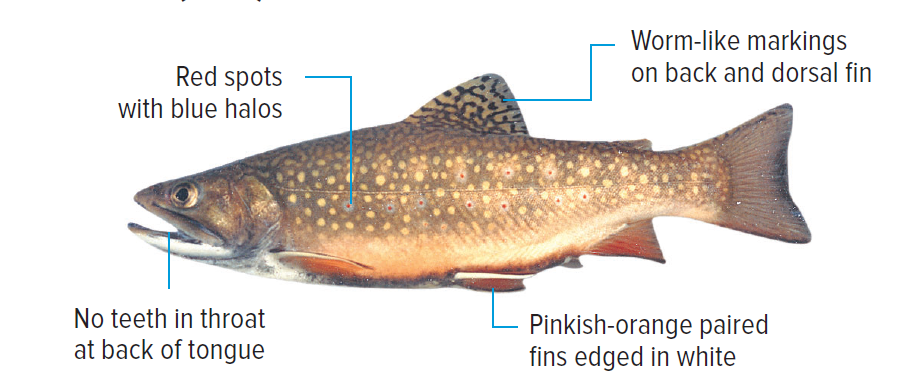 Red spots
with blue halos
Worm-like markings
on back and dorsal fin
No teeth in throat
at back of tongue
Pinkish-orange paired
fins edged in white